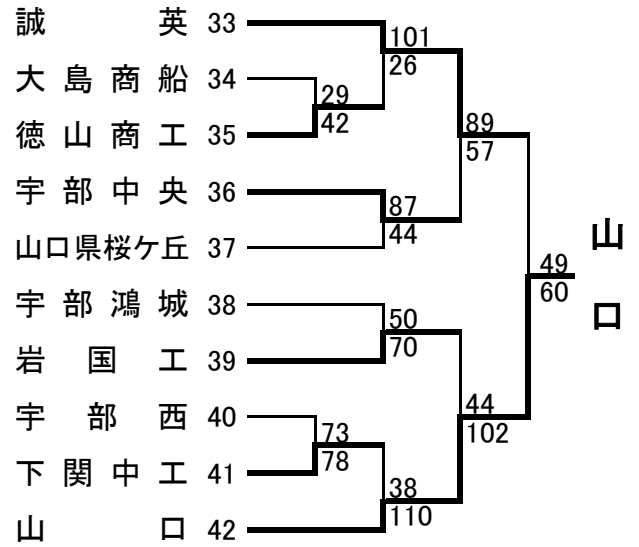 誠英 33
大島商船 34
徳山商工 35
宇部中央 36
山口県桜ケ丘 37
宇部鴻城 38
岩国工 39
宇部西 40
下関中工 41
山口 42
29
42
73
78
101
26
87
44
50
70
38
110
89
57
44
102
49
60
山口